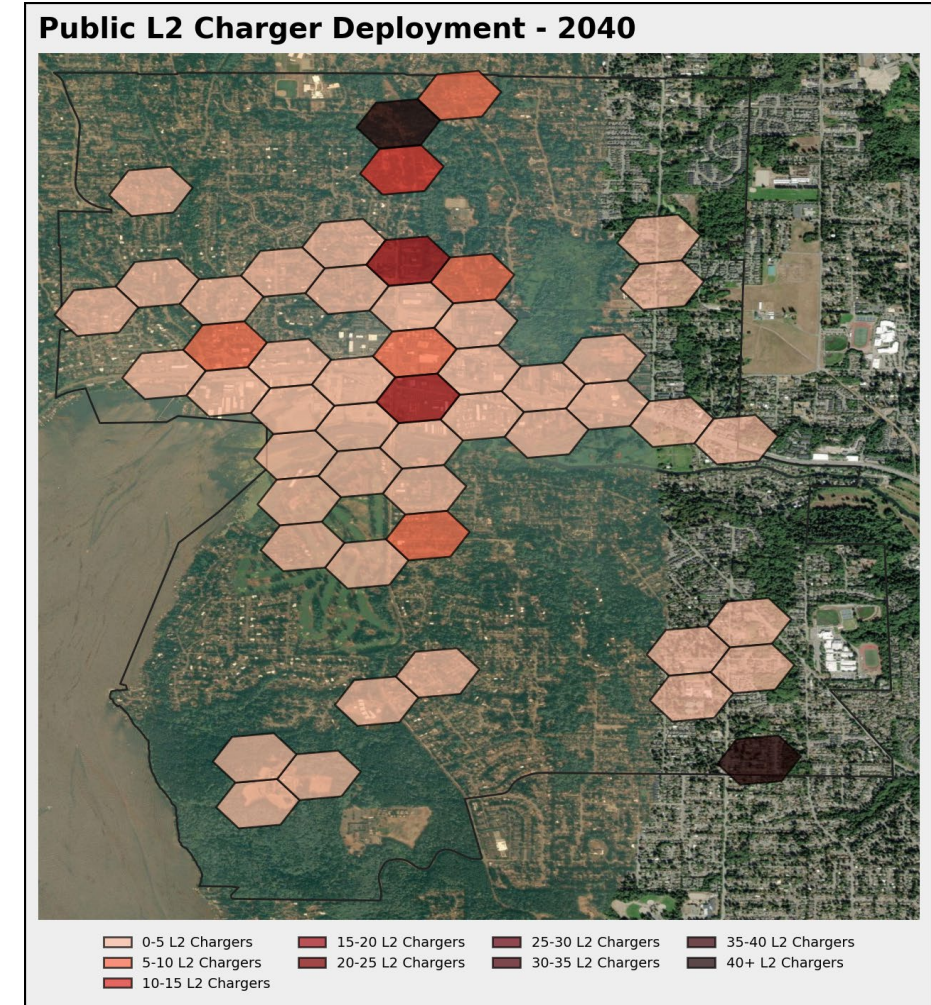 Public L2 Charger Deployment - 2040
0-5 L2 Chargers
5-10 L2 Chargers
10-15 L2 Chargers
15-20 L2 Chargers
20-25 L2 Chargers
25-30 L2 Chargers
30-35 L2 Chargers
35-40 L2 Chargers
40+ L2 Chargers